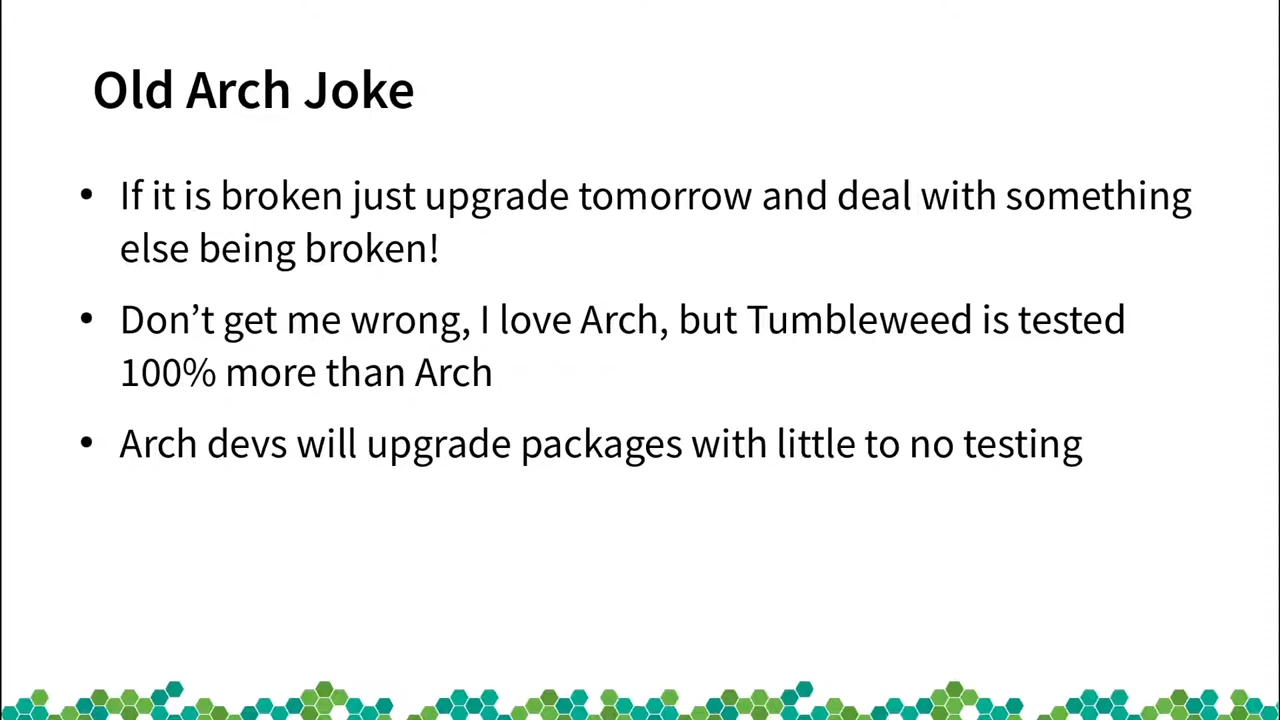 Old Arch Joke
• If it is broken just upgrade tomorrow and deal with something
else being broken!
• Don’t get me wrong, I love Arch, but Tumbleweed is tested
100% more than Arch
• Arch devs will upgrade packages with little to no testing